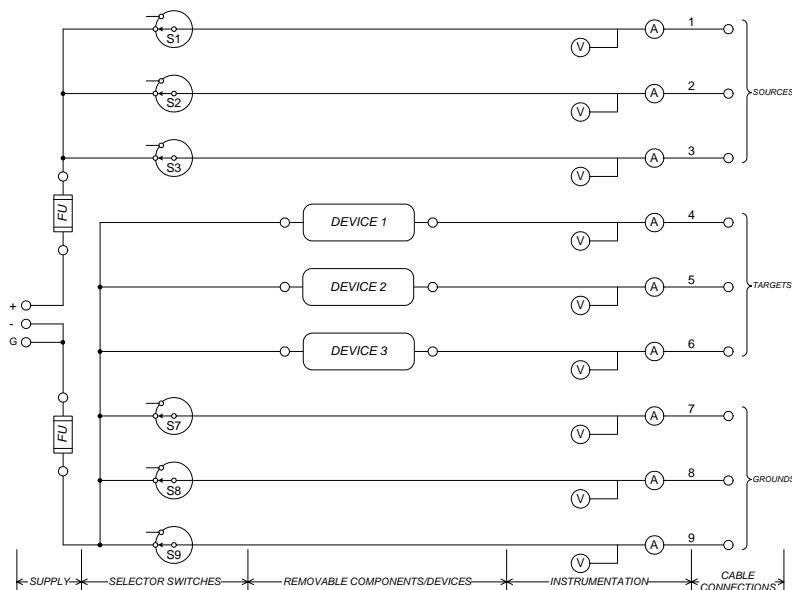 S1
V
A
1
S2
V
A
2
SOURCES
S3
V
A
3
FU
DEVICE 1
V
A
4
DEVICE 2
V
A
5
TARGETS
+
-
G
DEVICE 3
V
A
6
FU
S7
V
A
7
S8
V
A
8
GROUNDS
S9
V
A
9
SUPPLY
SELECTOR SWITCHES
REMOVABLE COMPONENTS/DEVICES
INSTRUMENTATION
CABLE
CONNECTIONS